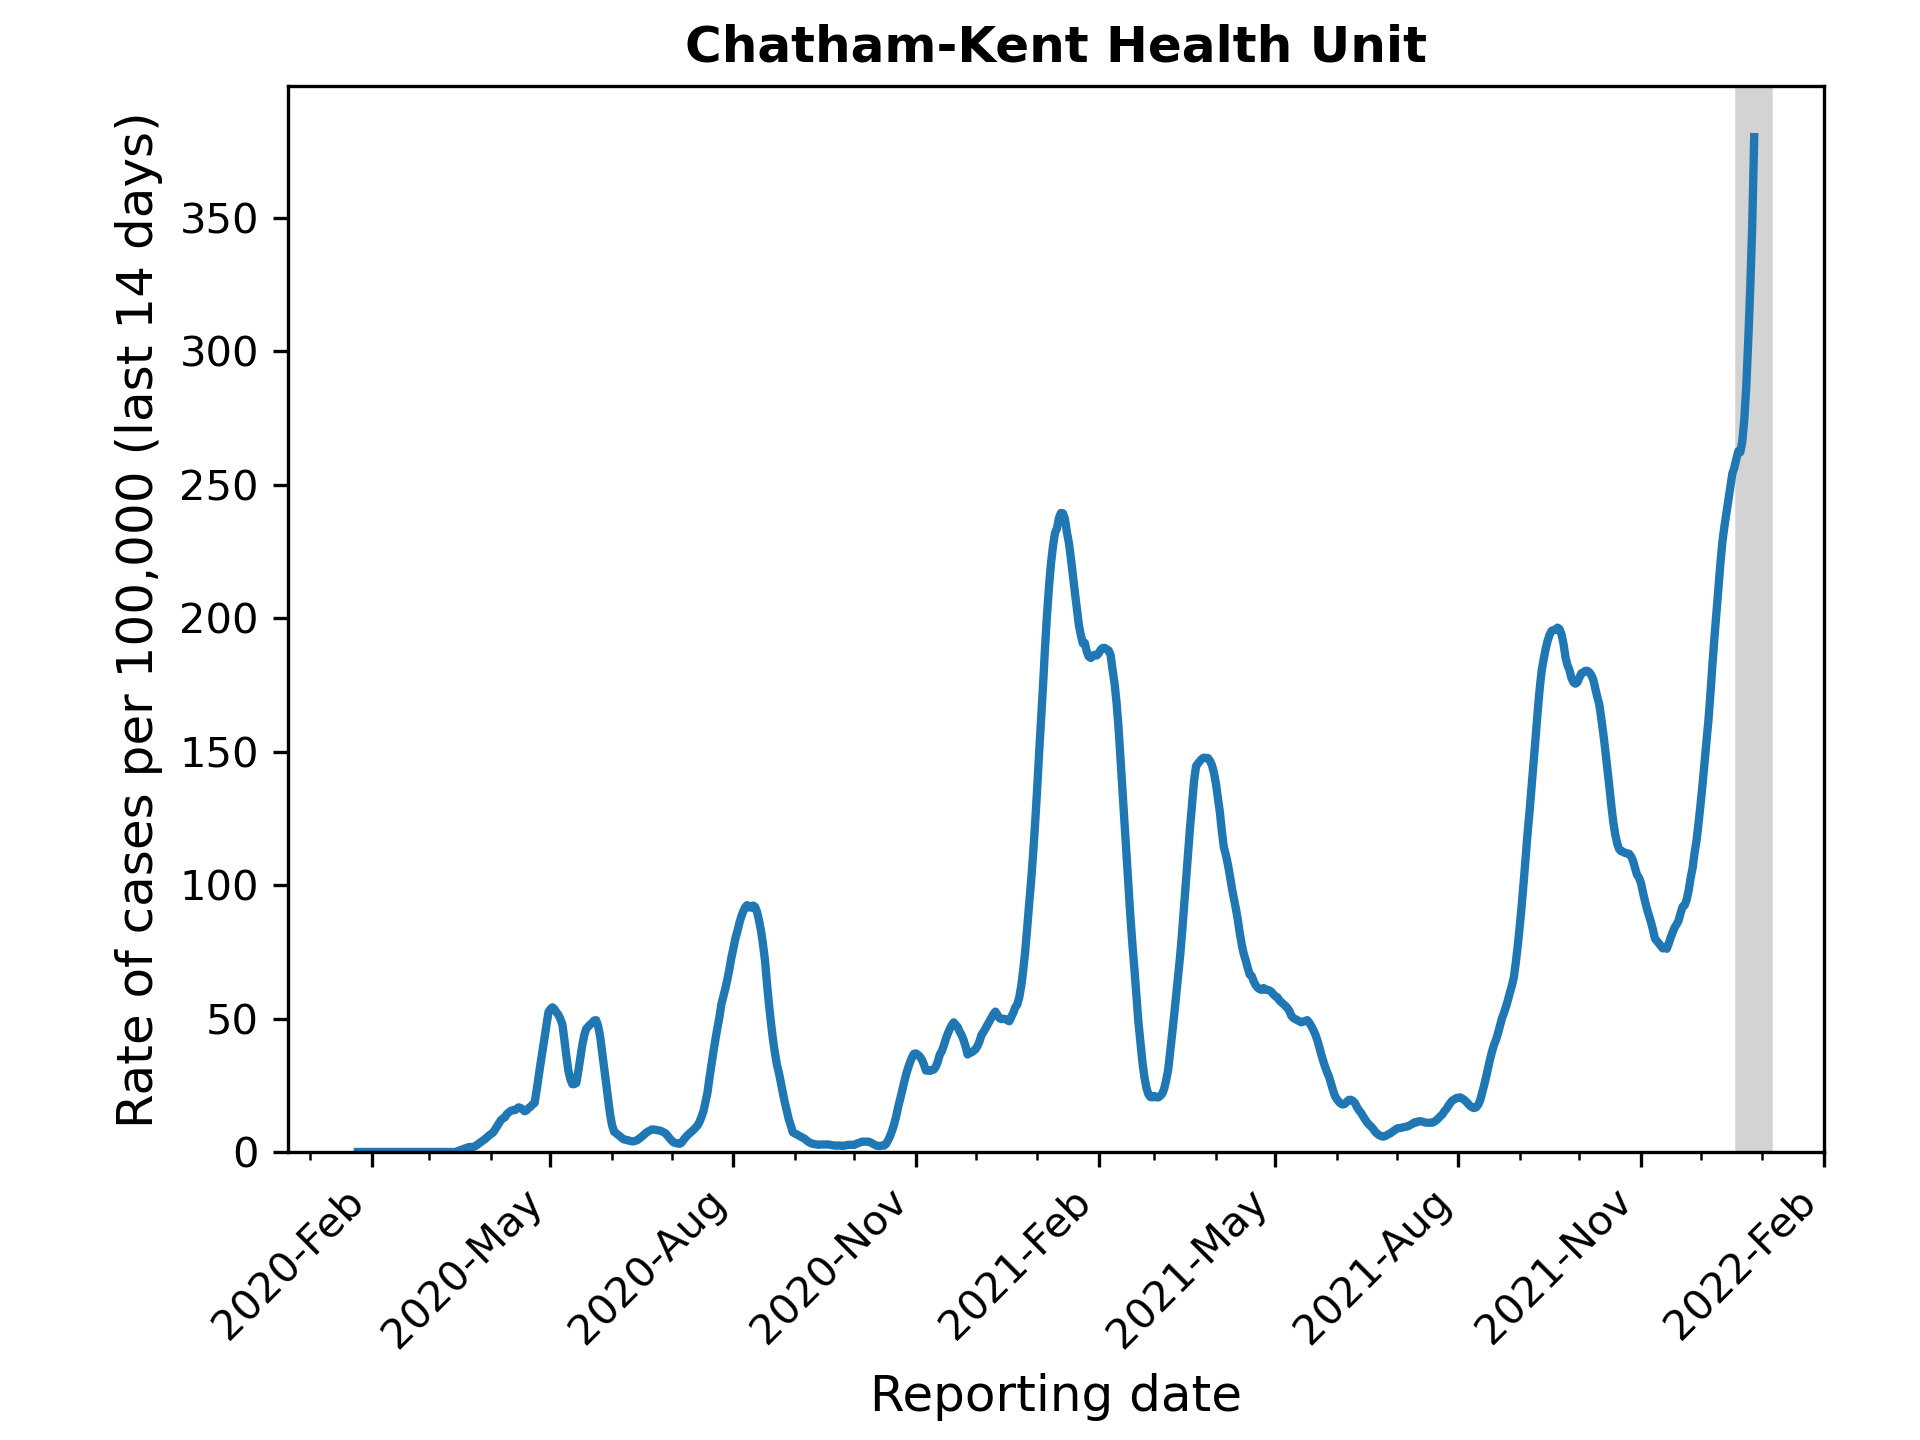 Chatham-Kent Health Unit
Rate of cases per 100,000 (last 14 days)
350
300
250
200
150
100
50
0
2020-Feb
2020-May
2020-Aug
2020-Nov
2021-Feb
2021-May
2021-Aug
2021-Nov
2022-Feb
Reporting date